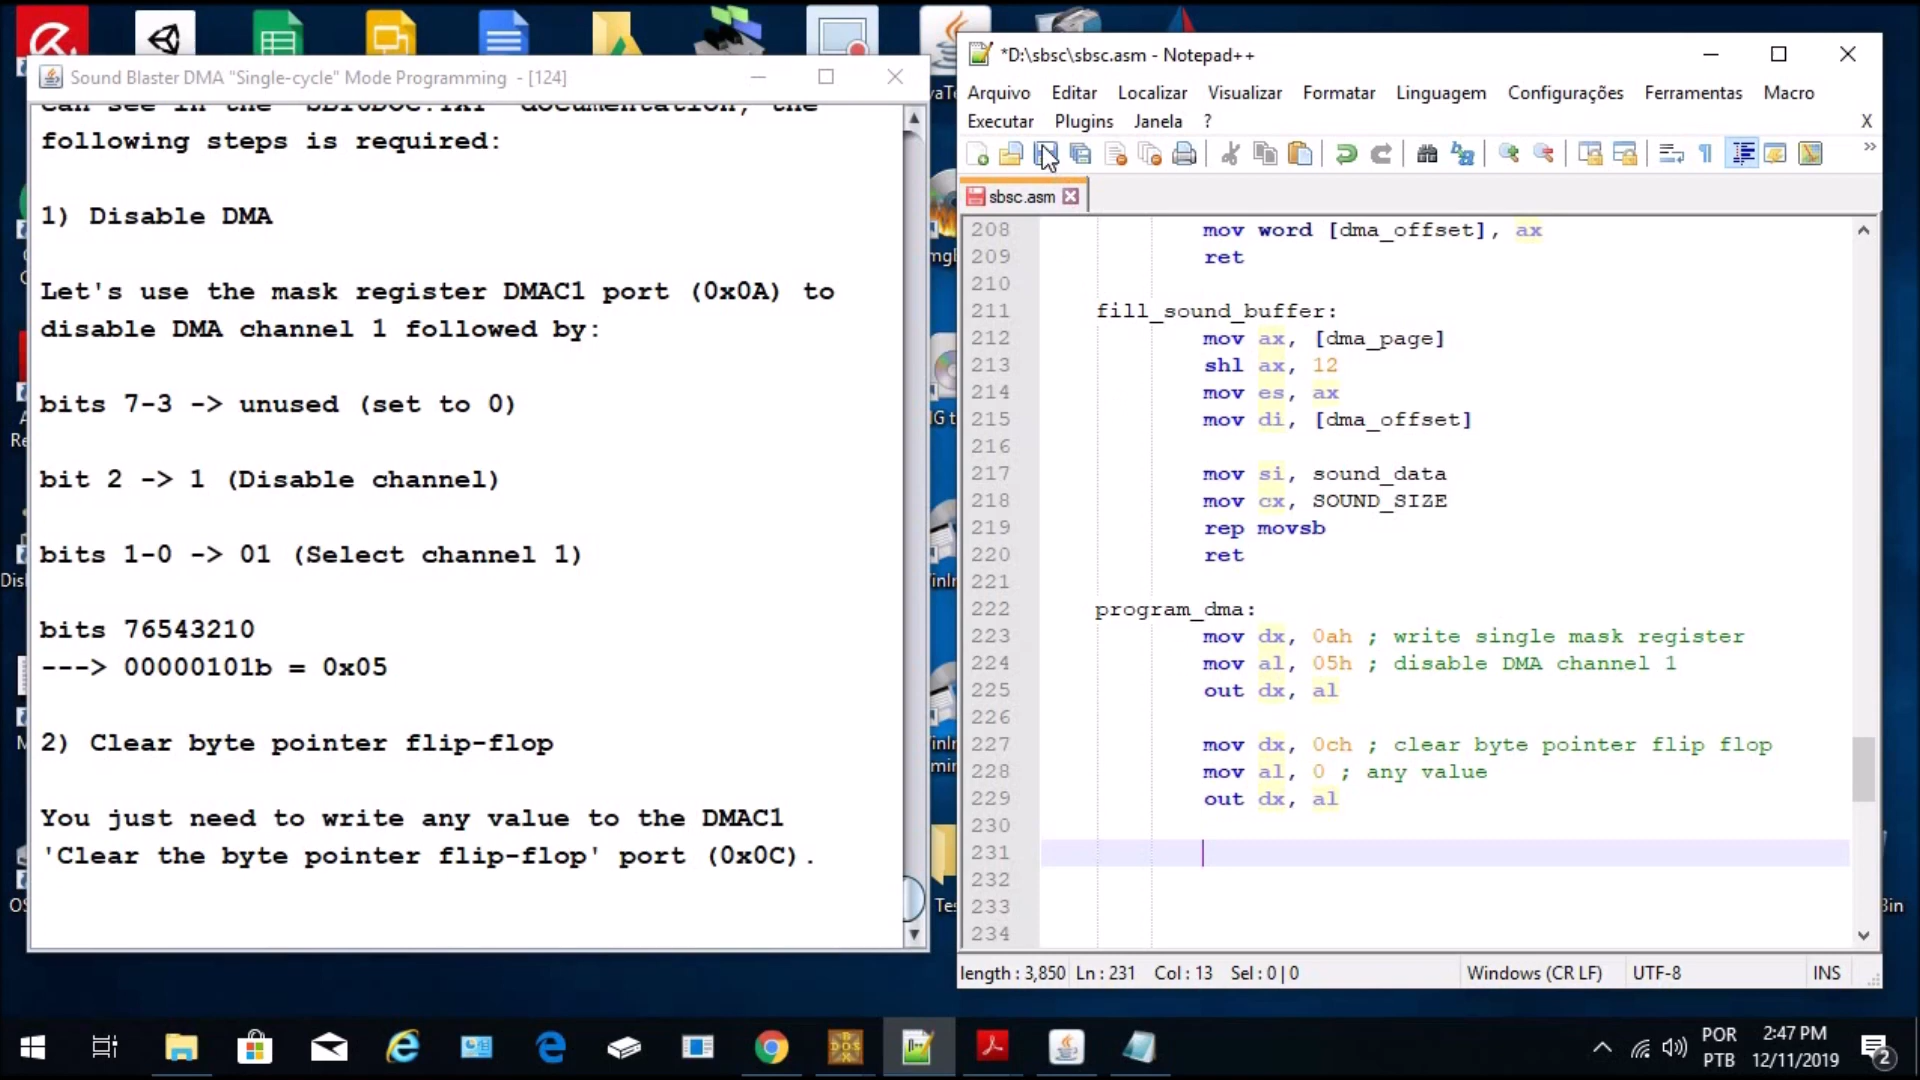 Sound Blaster DMA "Single-cycle" Mode Programming - [124]
following steps is required:
1) Disable DMA
Let's use the mask register DMAC1 port (0x0A) to
disable DMA channel 1 followed by:
bits 7-3 -> unused (set to 0)
bit 2 -> 1 (Disable channel)
bits 1-0 -> 01 (Select channel 1)
bits 76543210
---> 00000101b = 0x05
2) Clear byte pointer flip-flop
You just need to write any value to the DMAC1
'Clear the byte pointer flip-flop' port (0x0C).
*D:\sbsc\sbsc.asm - Notepad++
Arquivo Editar Localizar Visualizar Formatar Linguagem Configurações Ferramentas Macro
Executar Plugins Janela ? X
sbsc.asm
208 mov word [dma_offset], ax
209 ret
210
211 fill_sound_buffer:
212 mov ax, [dma_page]
213 shl ax, 12
214 mov es, ax
215 mov di, [dma_offset]
216
217 mov si, sound_data
218 mov cx, SOUND_SIZE
219 rep movsb
220 ret
221
222 program_dma:
223 mov dx, 0ah ; write single mask register
224 mov al, 05h ; disable DMA channel 1
225 out dx, al
226
227 mov dx, 0ch ; clear byte pointer flip flop
228 mov al, 0 ; any value
229 out dx, al
230
231
232
233
234
length : 3,850 Ln : 231 Col : 13 Sel : 0 | 0 Windows (CR LF) UTF-8 INS
POR
PTB
2:47 PM
12/11/2019
2